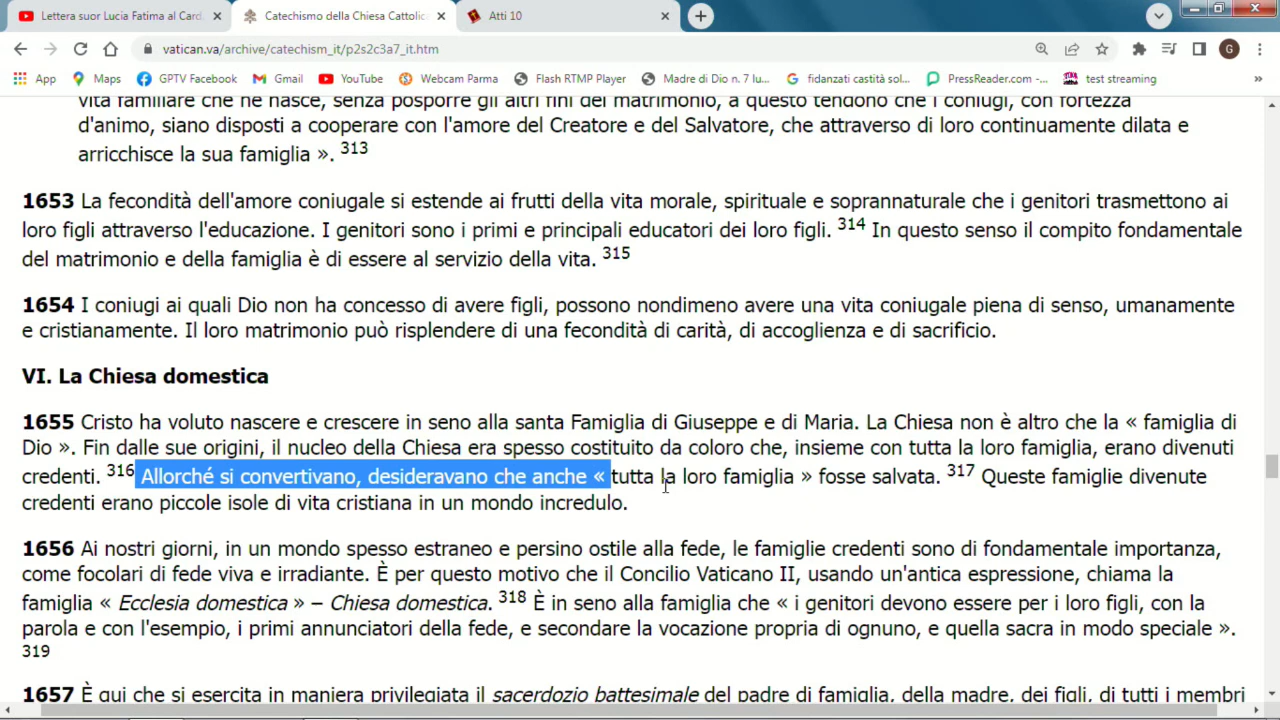 Lettera suor Lucia Fatima al Card.
Catechismo della Chiesa Cattolica
Atti 10
vatican.va/archive/catechism_it/p2s2c3a7_it.htm
G
App
Maps
GPTV Facebook
Gmail
YouTube
Webcam Parma
Flash RTMP Player
Madre di Dio n. 7 lu...
fidanzati castità sol...
PressReader.com -...
test streaming
»
vita familiare che ne nasce, senza posporre gli altri fini del matrimonio, a questo tendono che i coniugi, con fortezza
d'animo, siano disposti a cooperare con l'amore del Creatore e del Salvatore, che attraverso di loro continuamente dilata e
arricchisce la sua famiglia ». 313
1653 La fecondità dell'amore coniugale si estende ai frutti della vita morale, spirituale e soprannaturale che i genitori trasmettono ai
loro figli attraverso l'educazione. I genitori sono i primi e principali educatori dei loro figli. 314 In questo senso il compito fondamentale
del matrimonio e della famiglia è di essere al servizio della vita. 315
1654 I coniugi ai quali Dio non ha concesso di avere figli, possono nondimeno avere una vita coniugale piena di senso, umanamente
e cristianamente. Il loro matrimonio può risplendere di una fecondità di carità, di accoglienza e di sacrificio.
VI. La Chiesa domestica
1655 Cristo ha voluto nascere e crescere in seno alla santa Famiglia di Giuseppe e di Maria. La Chiesa non è altro che la « famiglia di
Dio ». Fin dalle sue origini, il nucleo della Chiesa era spesso costituito da coloro che, insieme con tutta la loro famiglia, erano divenuti
credenti. 316 Allorché si convertivano, desideravano che anche « tutta la loro famiglia » fosse salvata. 317 Queste famiglie divenute
credenti erano piccole isole di vita cristiana in un mondo incredulo.
1656 Ai nostri giorni, in un mondo spesso estraneo e persino ostile alla fede, le famiglie credenti sono di fondamentale importanza,
come focolari di fede viva e irradiante. È per questo motivo che il Concilio Vaticano II, usando un'antica espressione, chiama la
famiglia « Ecclesia domestica » – Chiesa domestica. 318 È in seno alla famiglia che « i genitori devono essere per i loro figli, con la
parola e con l'esempio, i primi annunciatori della fede, e secondare la vocazione propria di ognuno, e quella sacra in modo speciale ».
319
1657 È qui che si esercita in maniera privilegiata il sacerdozio battesimale del padre di famiglia, della madre, dei figli, di tutti i membri